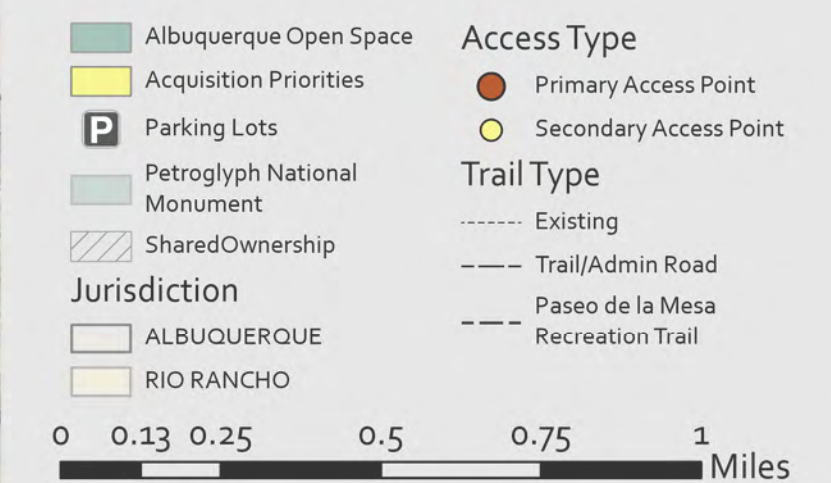 Albuquerque Open Space
Acquisition Priorities
P
Parking Lots
Petroglyph National
Monument
SharedOwnership
Jurisdiction
ALBUQUERQUE
RIO RANCHO
Access Type
Primary Access Point
Secondary Access Point
Trail Type
Existing
Trail/Admin Road
Paseo de la Mesa
Recreation Trail
0 0.13 0.25 0.5 0.75 1
Miles